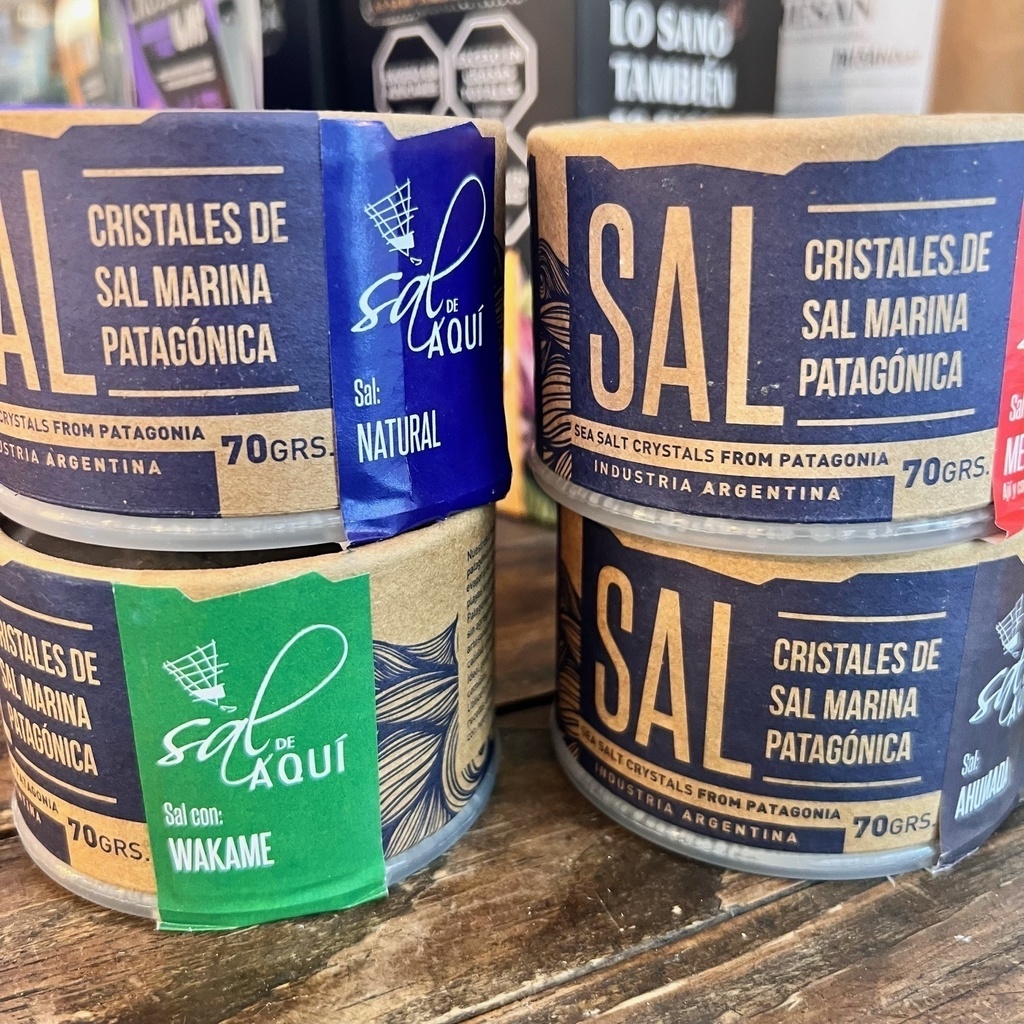 LO SANO
TAMBIÉN
AL
CRISTALES DE
SAL MARINA
PATAGÓNICA
CRYSTALS FROM PATAGONIA
INDUSTRIA ARGENTINA
70GRS.
sal
DE
AQUÍ
Sal:
NATURAL
SAL
CRISTALES DE
SAL MARINA
PATAGÓNICA
SEA SALT CRYSTALS FROM PATAGONIA
INDUSTRIA ARGENTINA
70GRS.
CRISTALES DE
SAL MARINA
PATAGÓNICA
70GRS.
sal
DE
AQUÍ
Sal con:
WAKAME
SAL
CRISTALES DE
SAL MARINA
PATAGÓNICA
SEA SALT CRYSTALS FROM PATAGONIA
INDUSTRIA ARGENTINA
70GRS.
Sal: